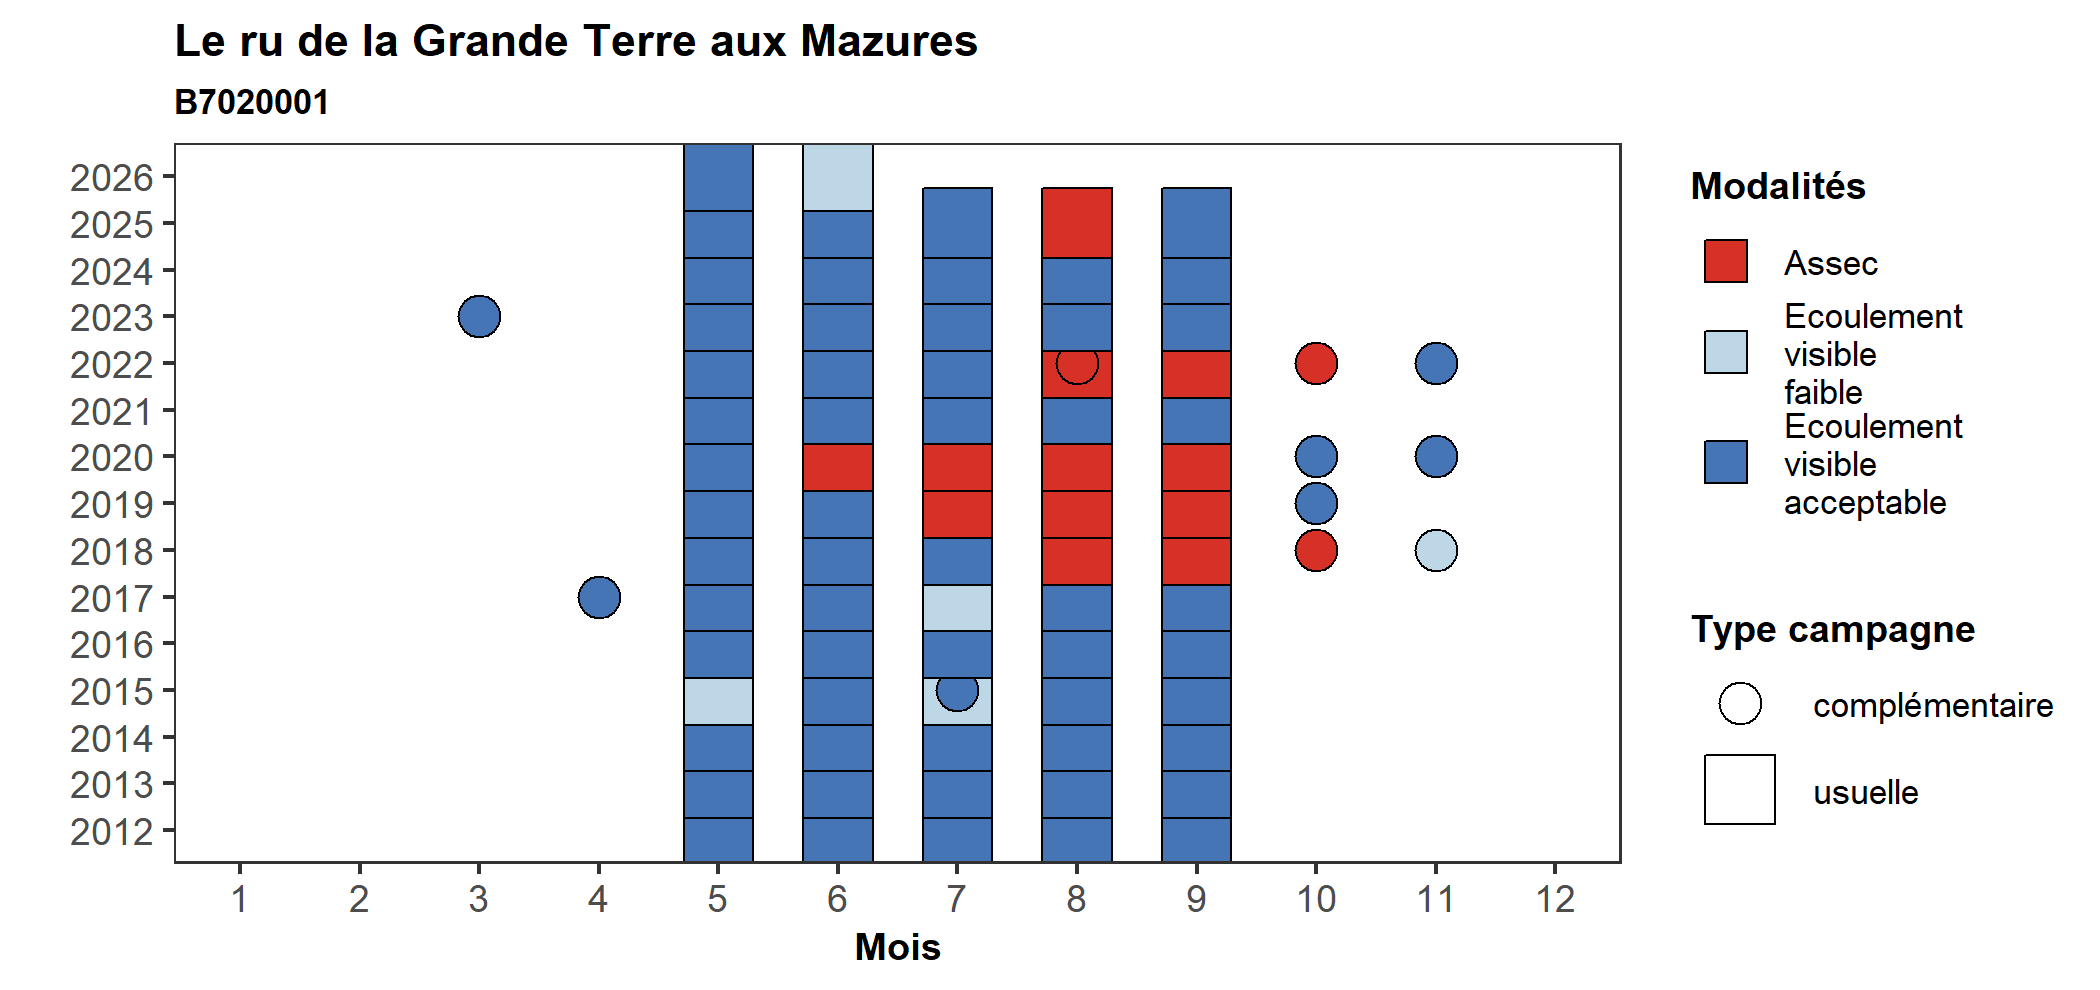 Le ru de la Grande Terre aux Mazures
B7020001
2026
2025
2024
2023
2022
2021
2020
2019
2018
2017
2016
2015
2014
2013
2012
1 2 3 4 5 6 7 8 9 10 11 12
Mois
Modalités
Assec
Ecoulement
visible
faible
Ecoulement
visible
acceptable
Type campagne
complémentaire
usuelle